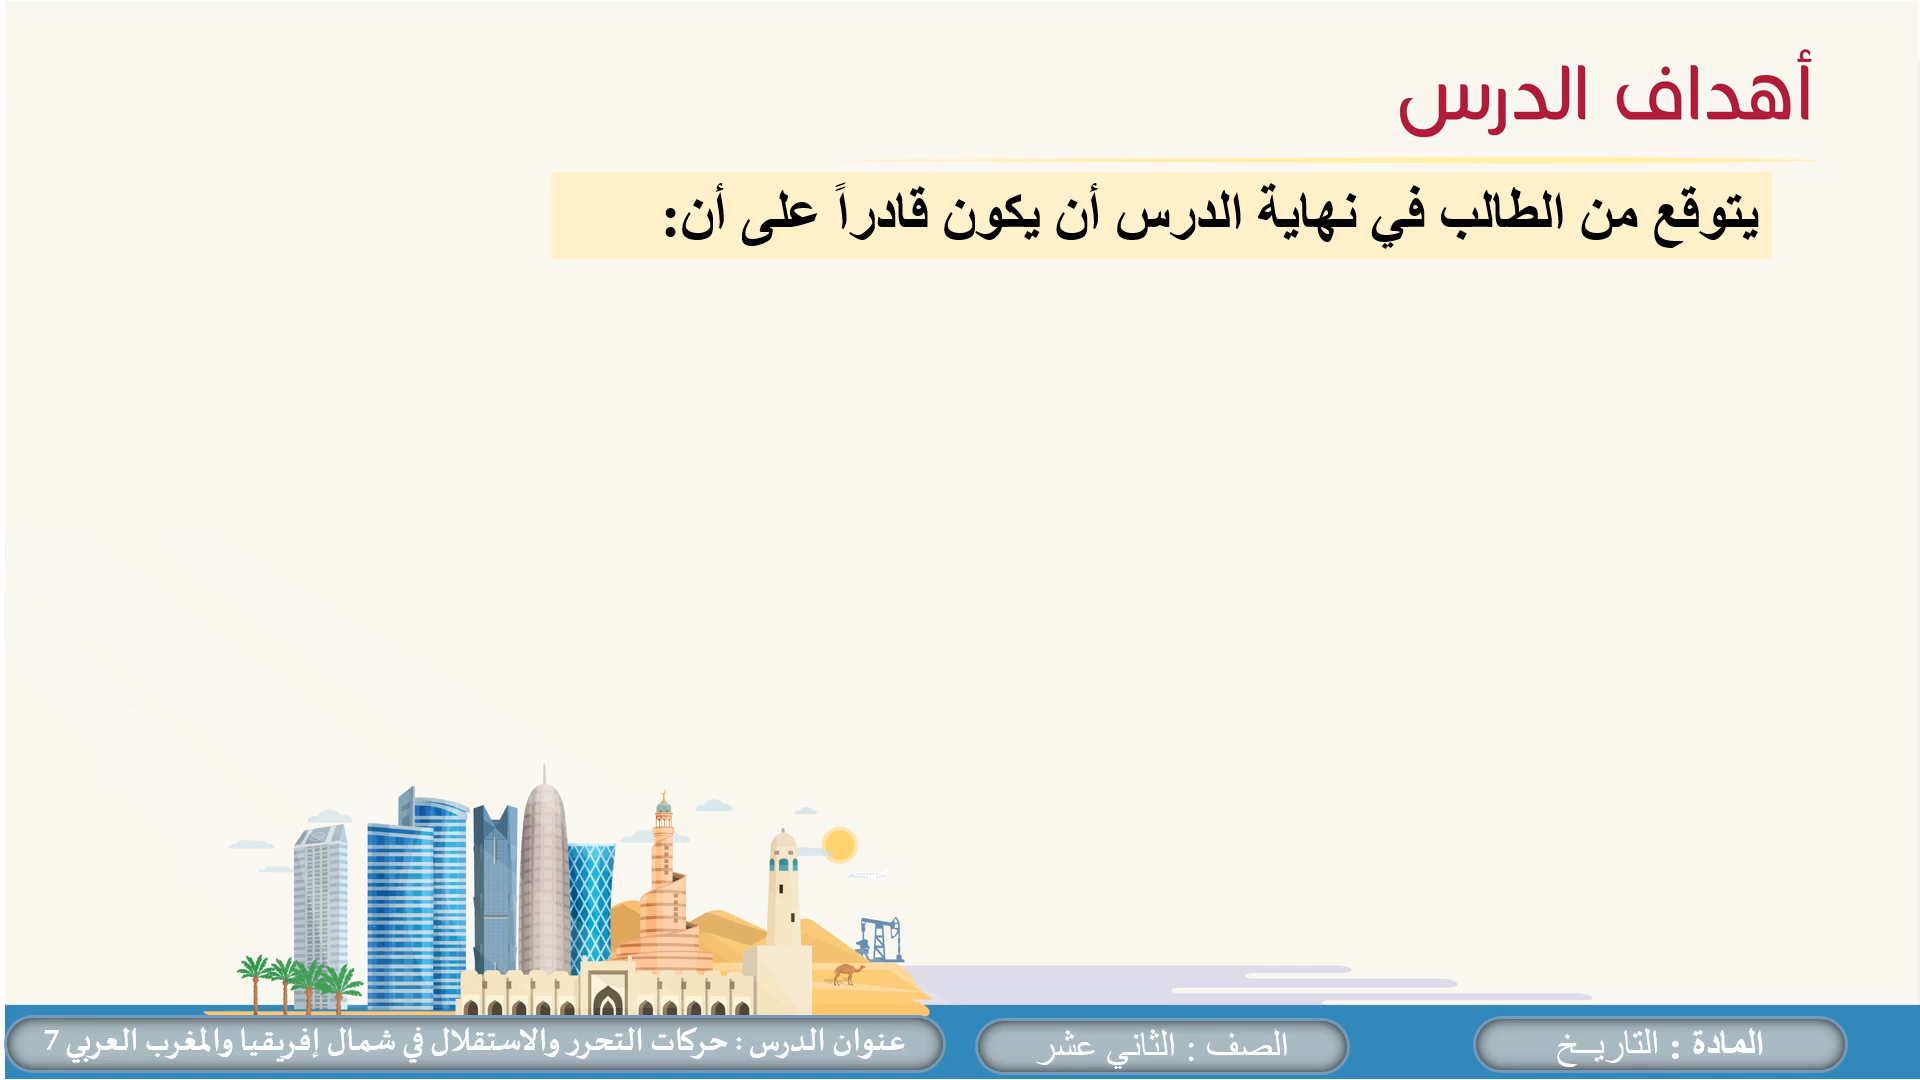 أهداف الدرس
يتوقع من الطالب في نهاية الدرس أن يكون قادراً على أن:
المادة : التاريـخ
الصف : الثاني عشر
عنوان الدرس : حركات التحرر والاستقلال في شمال إفريقيا والمغرب العربي 7